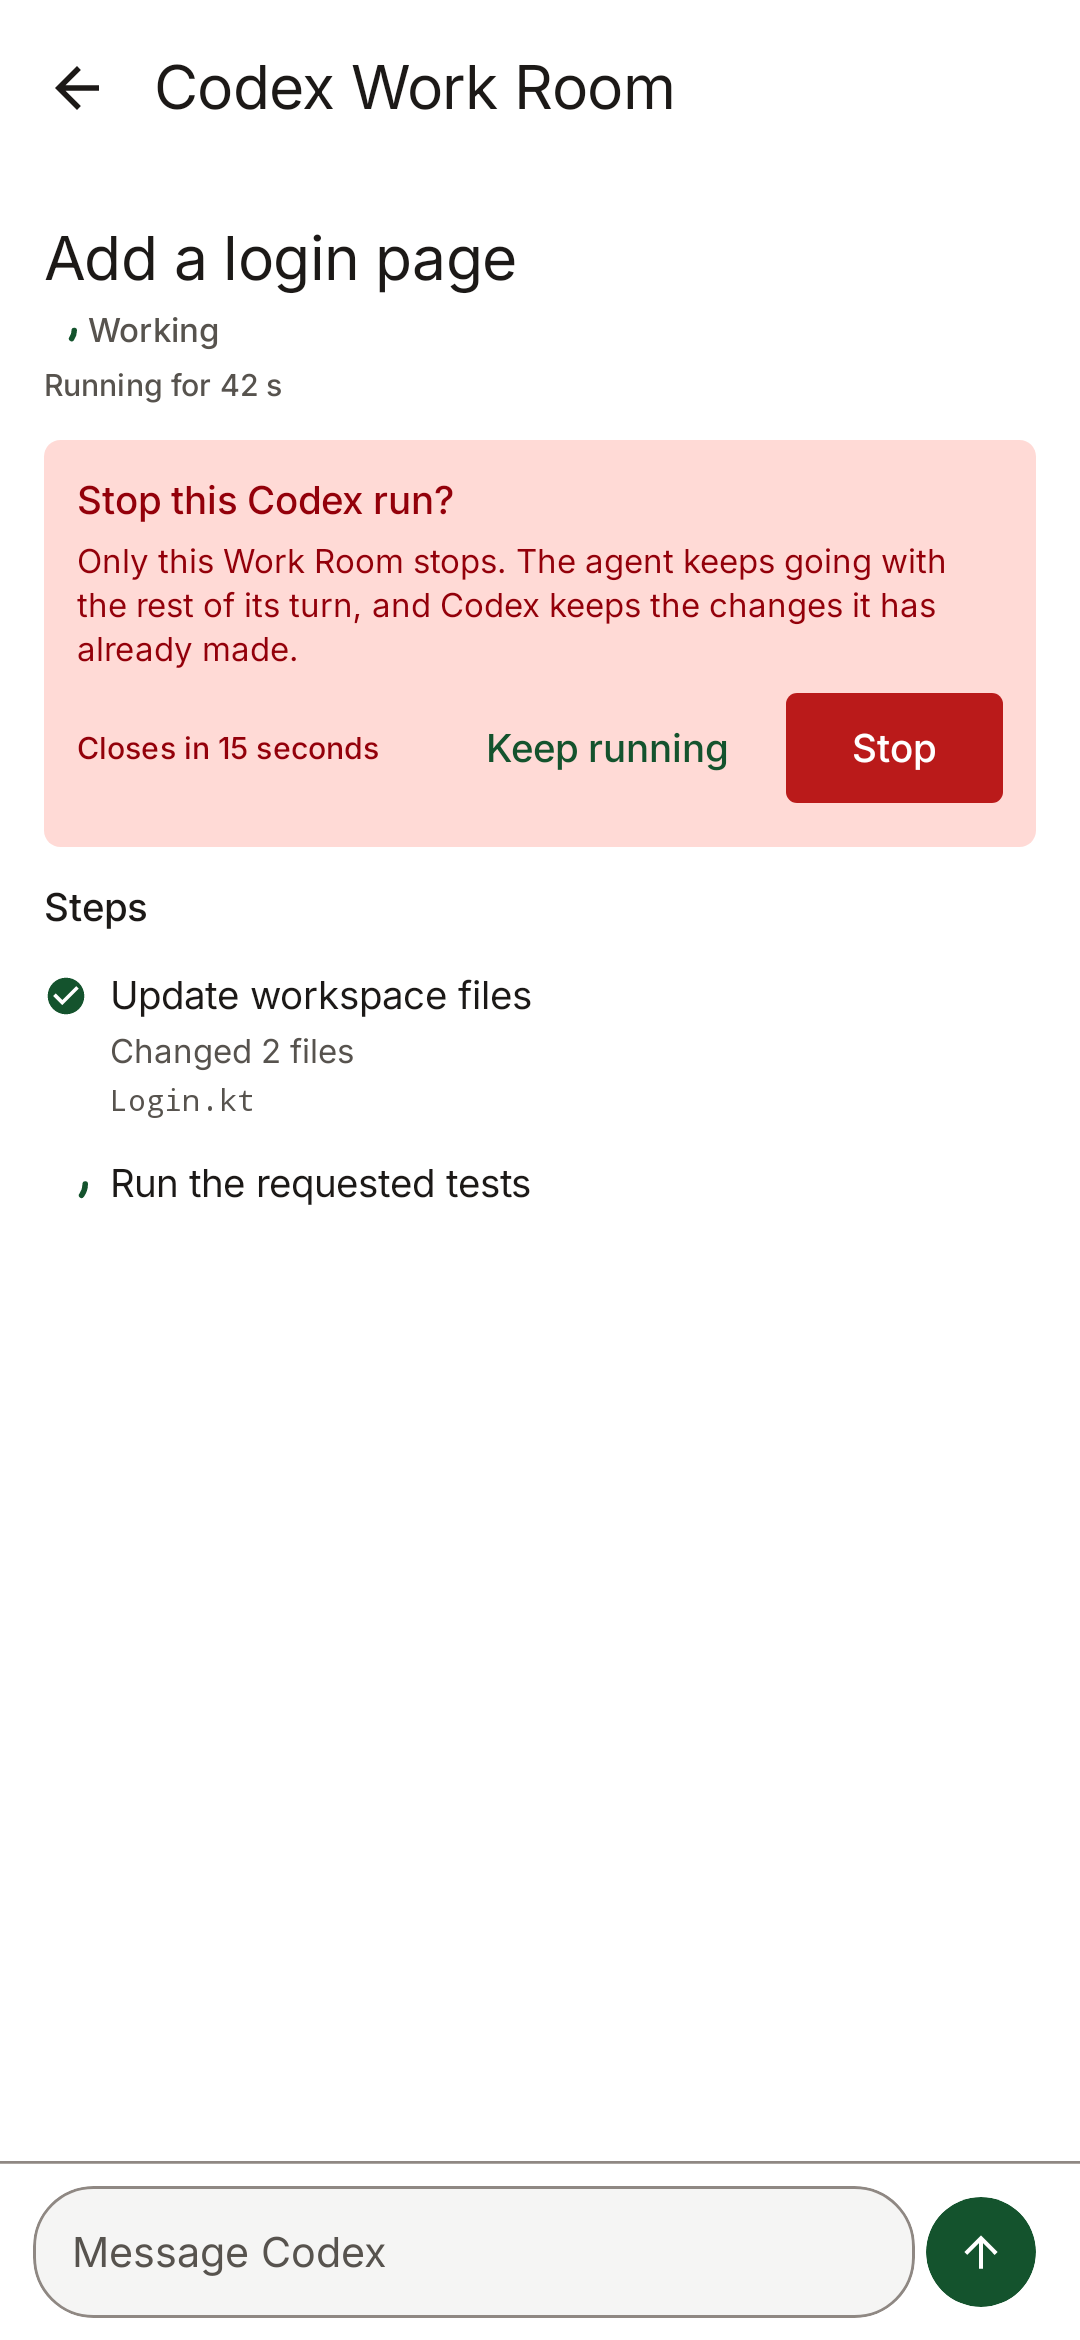 Codex Work Room
Add a login page
Working
Running for 42 s
Stop this Codex run?
Only this Work Room stops. The agent keeps going with
the rest of its turn, and Codex keeps the changes it has
already made.
Closes in 15 seconds
Keep running
Stop
Steps
Update workspace files
Changed 2 files
Login.kt
Run the requested tests
Message Codex